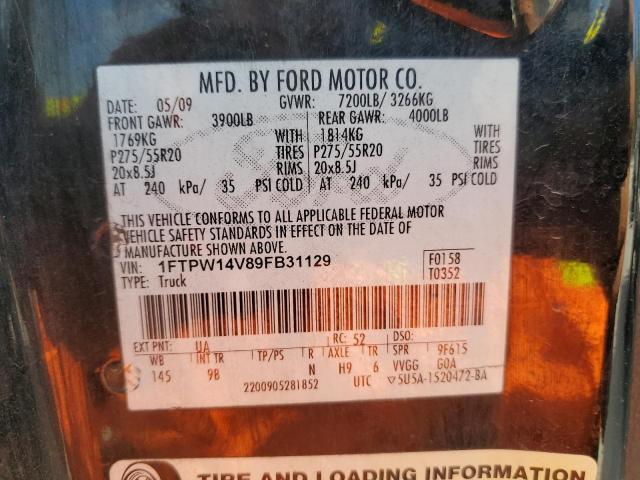 MFD. BY FORD MOTOR CO.
DATE: 05/09 GVWR: 7200LB/ 3266KG
FRONT GAWR: 3900LB REAR GAWR: 4000LB
1769KG WITH 1814KG WITH
P275/55R20 TIRES P275/55R20 TIRES
20x8.5J RIMS 20x8.5J RIMS
AT 240 kPa/ 35 PSI COLD AT 240 kPa/ 35 PSI COLD
Ford
THIS VEHICLE CONFORMS TO ALL APPLICABLE FEDERAL MOTOR
VEHICLE SAFETY STANDARDS IN EFFECT ON THE DATE OF
MANUFACTURE SHOWN ABOVE.
VIN: 1FTPW14V89FB31129 F0158
TYPE: Truck T0352
EXT PNT: UA RC: 52 DSO:
WB INT TR TP/PS R AXLE TR SPR 9F615
145 9B N H9 6 VVGG GOA
2200905281852 UTC ▽5U5A-1520472-BA
TIRE AND LOADING INFORMATION